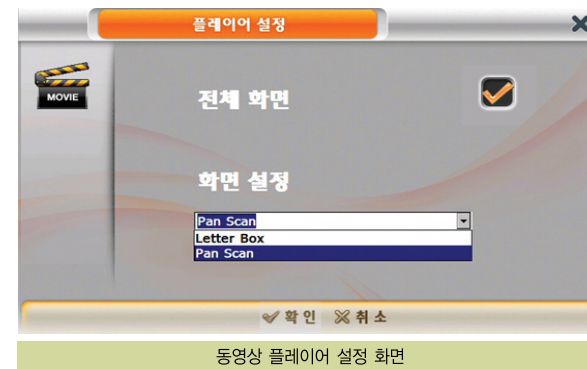 플레이어 설정
MOVIE
전체 화면
화면 설정
Pan Scan
Letter Box
Pan Scan
확인 취소
동영상 플레이어 설정 화면